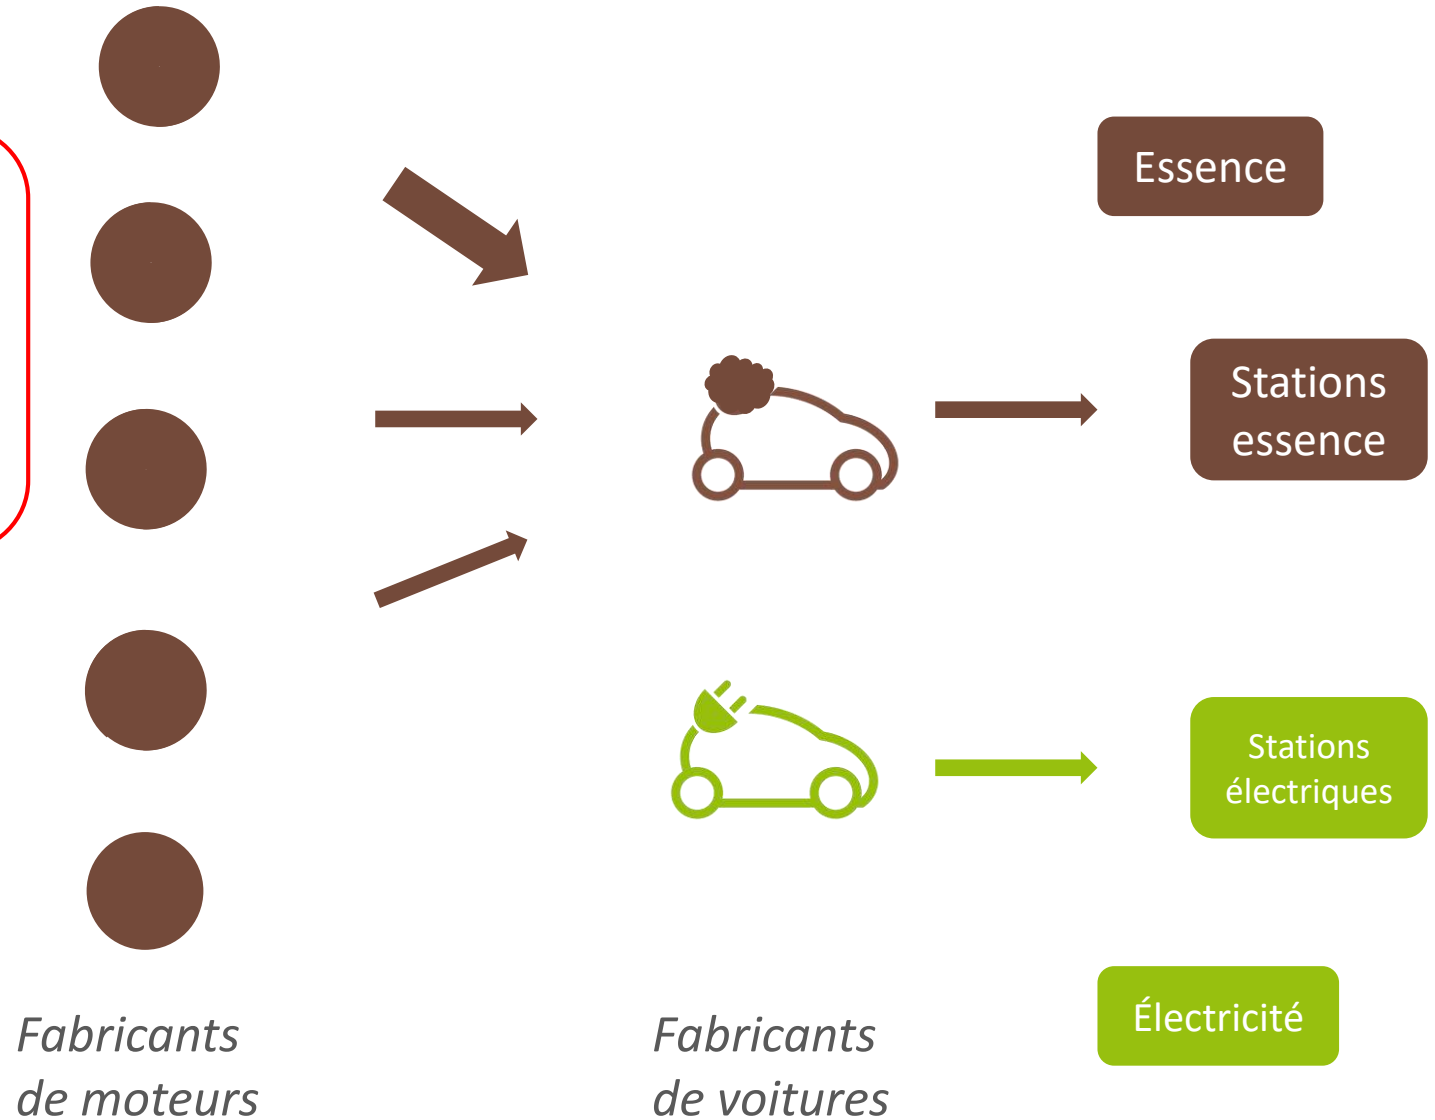 Essence
Stations
essence
Stations
électriques
Électricité
Fabricants
de moteurs
Fabricants
de voitures